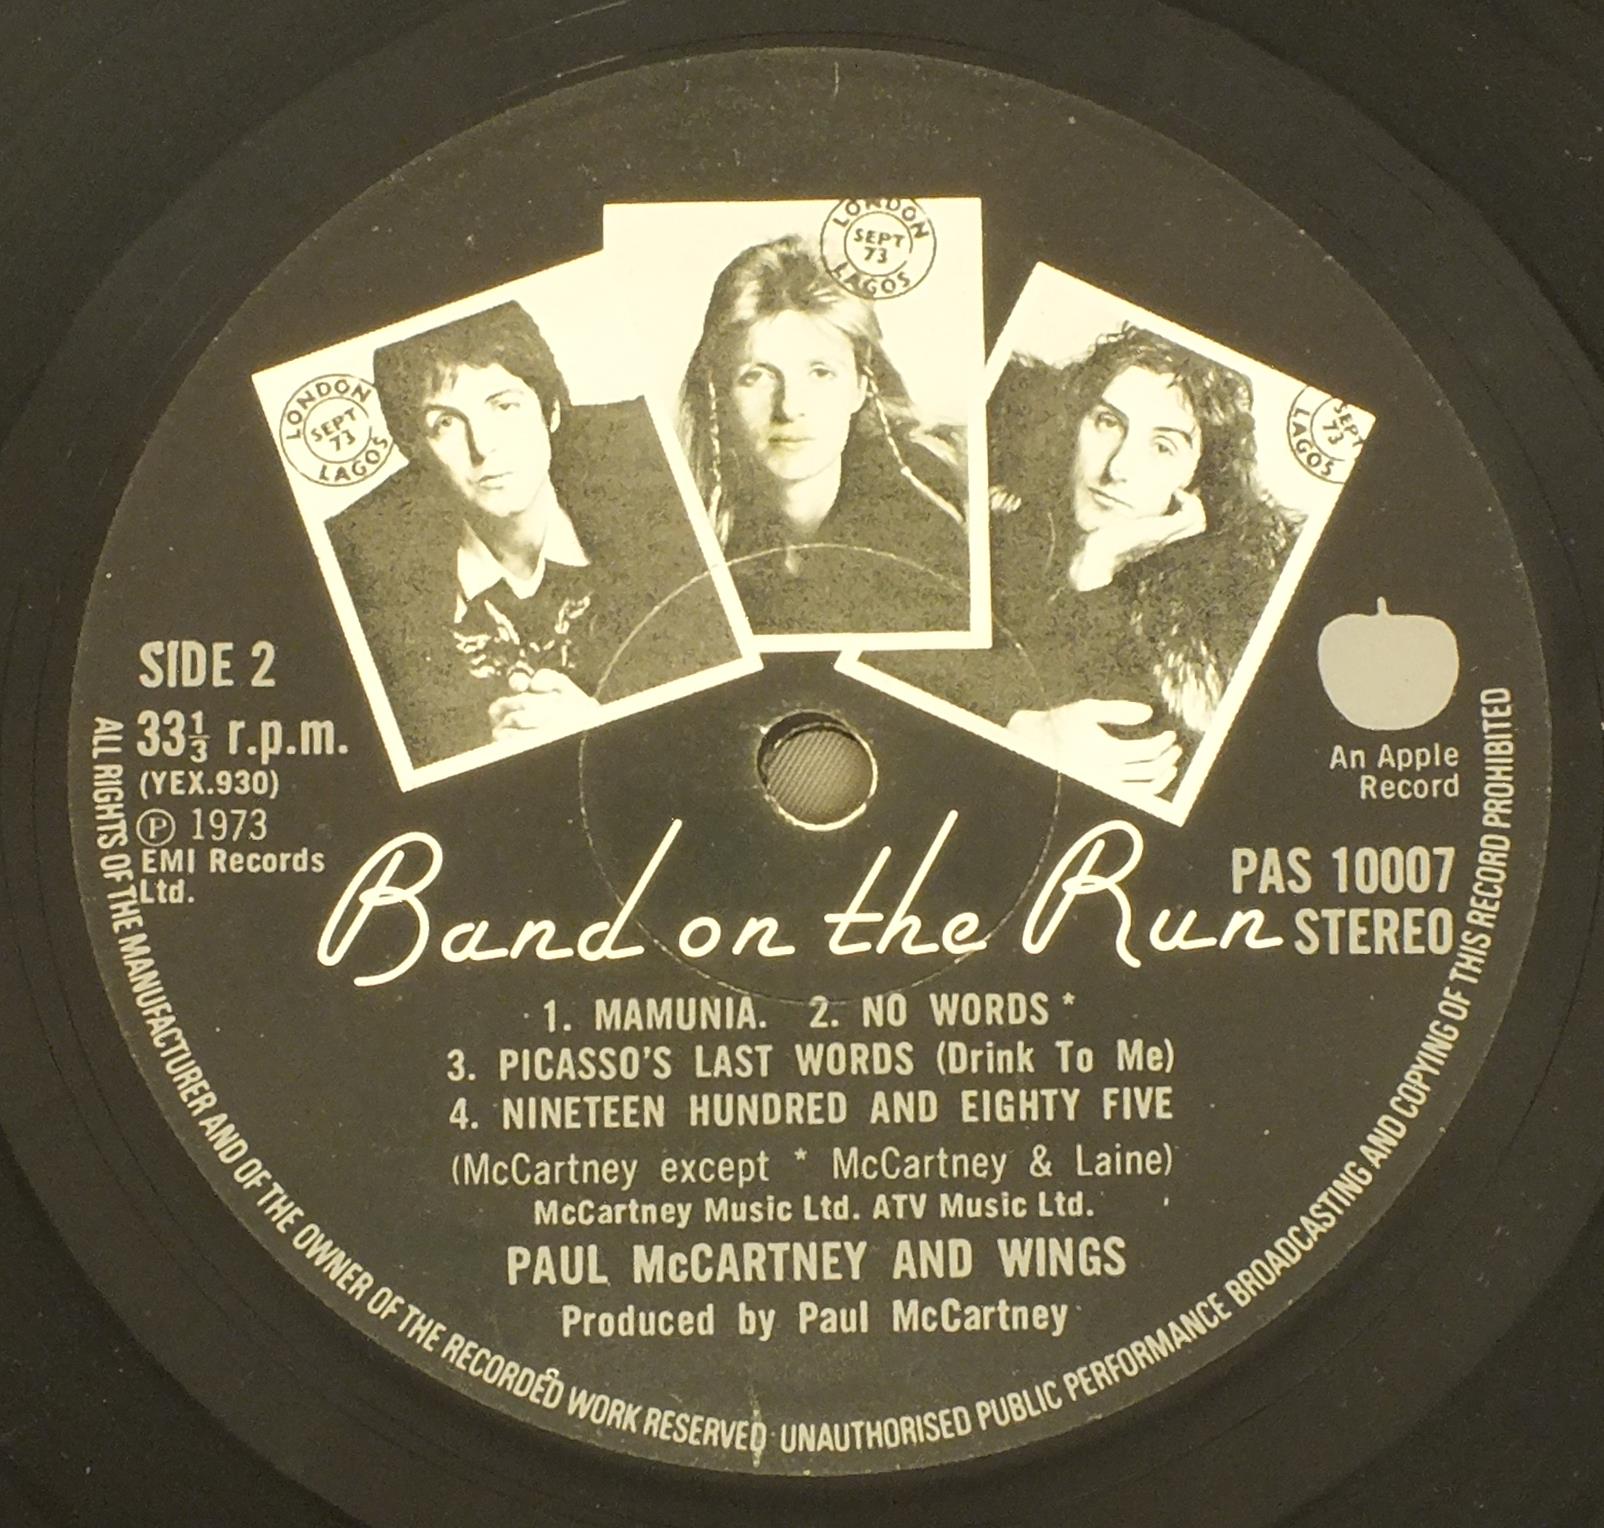 LONDON
SEPT
73
LAGOS
LONDON
SEPT
73
LAGOS
SEPT
73
LAGOS
SIDE 2
33⅓ r.p.m.
(YEX.930)
℗ 1973
EMI Records
Ltd.
An Apple
Record
PAS 10007
STEREO
Band on the Run
1. MAMUNIA. 2. NO WORDS *
3. PICASSO'S LAST WORDS (Drink To Me)
4. NINETEEN HUNDRED AND EIGHTY FIVE
(McCartney except * McCartney & Laine)
McCartney Music Ltd. ATV Music Ltd.
PAUL McCARTNEY AND WINGS
Produced by Paul McCartney
ALL RIGHTS OF THE MANUFACTURER AND OF THE OWNER OF THE RECORDED WORK RESERVED · UNAUTHORISED PUBLIC PERFORMANCE BROADCASTING AND COPYING OF THIS RECORD PROHIBITED